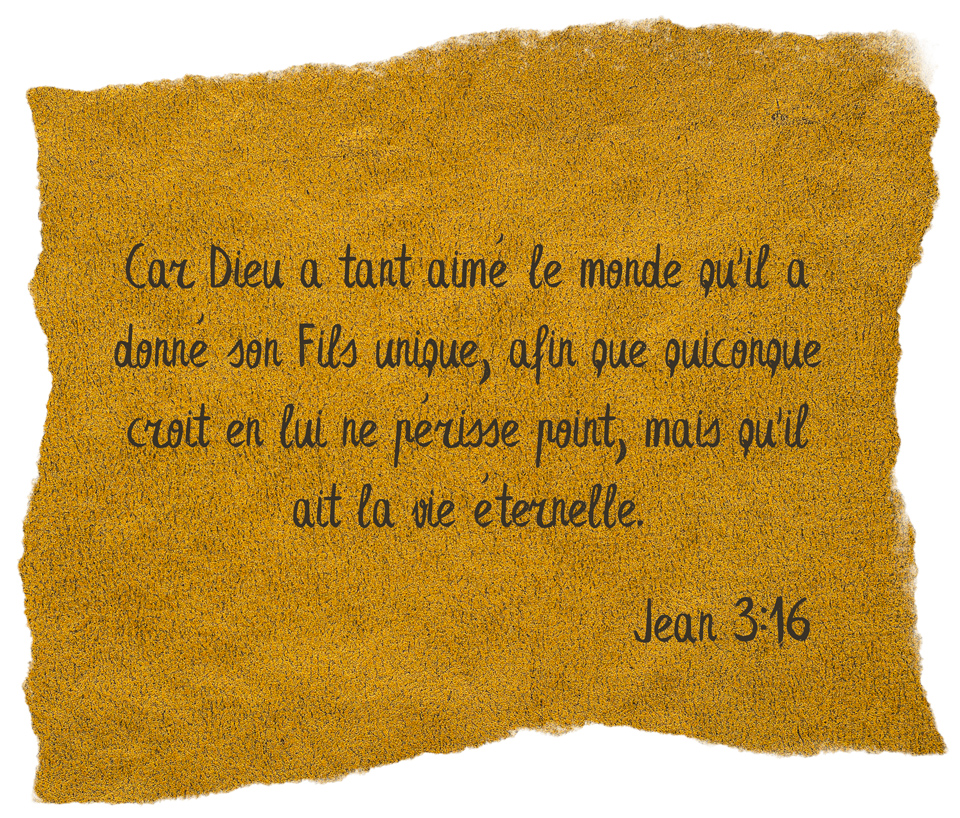 Car Dieu a tant aimé le monde qu'il a
donné son Fils unique, afin que quiconque
croit en lui ne périsse point, mais qu'il
ait la vie éternelle.
Jean 3:16